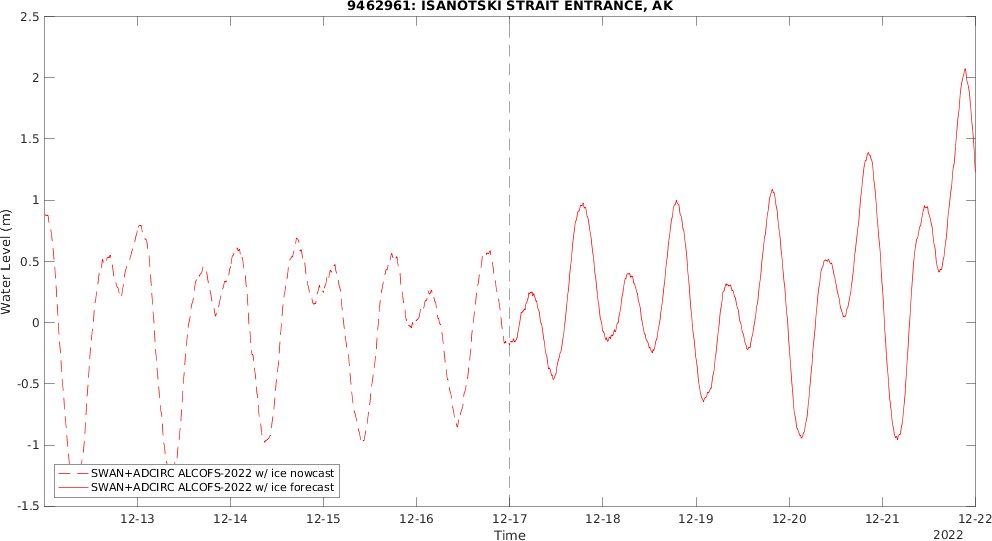 9462961: ISANOTSKI STRAIT ENTRANCE, AK
2.5
2
1.5
1
0.5
0
-0.5
-1
-1.5
Water Level (m)
SWAN+ADCIRC ALCOFS-2022 w/ ice nowcast
SWAN+ADCIRC ALCOFS-2022 w/ ice forecast
12-13 12-14 12-15 12-16 12-17 12-18 12-19 12-20 12-21 12-22
Time
2022